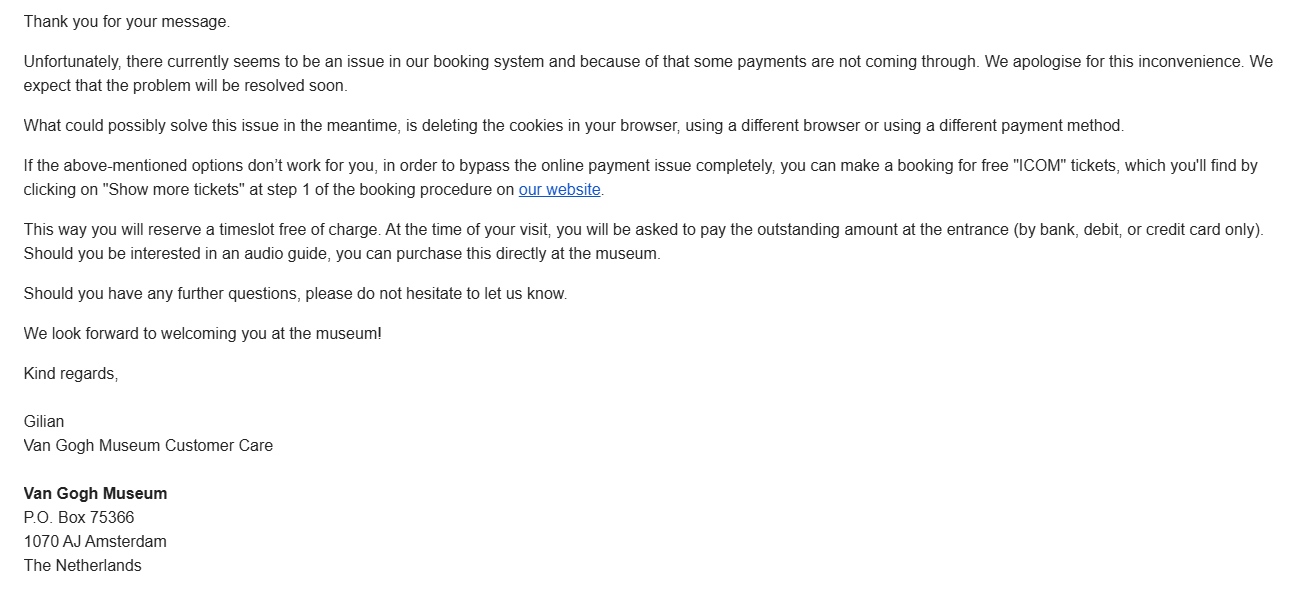 Thank you for your message.
Unfortunately, there currently seems to be an issue in our booking system and because of that some payments are not coming through. We apologise for this inconvenience. We
expect that the problem will be resolved soon.
What could possibly solve this issue in the meantime, is deleting the cookies in your browser, using a different browser or using a different payment method.
If the above-mentioned options don’t work for you, in order to bypass the online payment issue completely, you can make a booking for free "ICOM" tickets, which you'll find by
clicking on "Show more tickets" at step 1 of the booking procedure on our website.
This way you will reserve a timeslot free of charge. At the time of your visit, you will be asked to pay the outstanding amount at the entrance (by bank, debit, or credit card only).
Should you be interested in an audio guide, you can purchase this directly at the museum.
Should you have any further questions, please do not hesitate to let us know.
We look forward to welcoming you at the museum!
Kind regards,
Gilian
Van Gogh Museum Customer Care
Van Gogh Museum
P.O. Box 75366
1070 AJ Amsterdam
The Netherlands